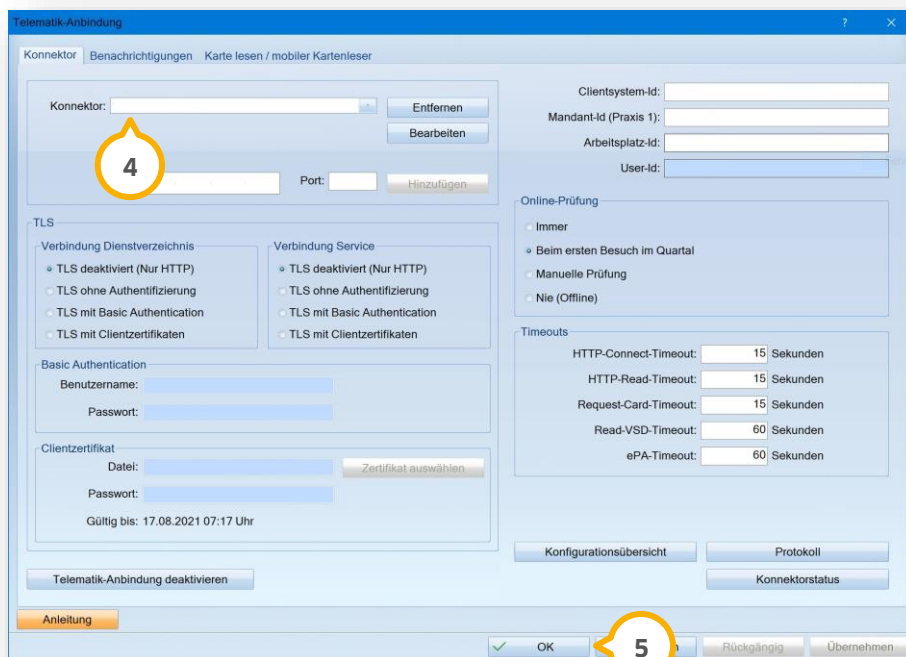 Telematik-Anbindung ? ×
Konnektor Benachrichtigungen Karte lesen / mobiler Kartenleser
Konnektor:
Entfernen
Bearbeiten
4
Port:
Hinzufügen
Clientsystem-Id:
Mandant-Id (Praxis 1):
Arbeitsplatz-Id:
User-Id:
TLS
Verbindung Dienstverzeichnis
TLS deaktiviert (Nur HTTP)
TLS ohne Authentifizierung
TLS mit Basic Authentication
TLS mit Clientzertifikaten
Verbindung Service
TLS deaktiviert (Nur HTTP)
TLS ohne Authentifizierung
TLS mit Basic Authentication
TLS mit Clientzertifikaten
Basic Authentication
Benutzername:
Passwort:
Clientzertifikat
Datei:
Zertifikat auswählen
Passwort:
Gültig bis: 17.08.2021 07:17 Uhr
Online-Prüfung
Immer
Beim ersten Besuch im Quartal
Manuelle Prüfung
Nie (Offline)
Timeouts
HTTP-Connect-Timeout: 15 Sekunden
HTTP-Read-Timeout: 15 Sekunden
Request-Card-Timeout: 15 Sekunden
Read-VSD-Timeout: 60 Sekunden
ePA-Timeout: 60 Sekunden
Konfigurationsübersicht
Protokoll
Telematik-Anbindung deaktivieren
Konnektorstatus
Anleitung
OK
5
Rückgängig
Übernehmen